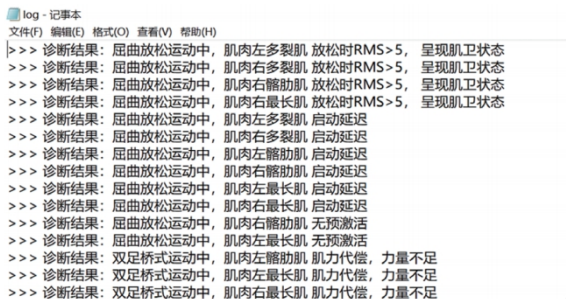 log - 记事本
文件(F) 编辑(E) 格式(O) 查看(V) 帮助(H)
>>> 诊断结果：屈曲放松运动中，肌肉左多裂肌 放松时RMS>5， 呈现肌卫状态
>>> 诊断结果：屈曲放松运动中，肌肉右多裂肌 放松时RMS>5， 呈现肌卫状态
>>> 诊断结果：屈曲放松运动中，肌肉右髂肋肌 放松时RMS>5， 呈现肌卫状态
>>> 诊断结果：屈曲放松运动中，肌肉右最长肌 放松时RMS>5， 呈现肌卫状态
>>> 诊断结果：屈曲放松运动中，肌肉左多裂肌 启动延迟
>>> 诊断结果：屈曲放松运动中，肌肉右多裂肌 启动延迟
>>> 诊断结果：屈曲放松运动中，肌肉左髂肋肌 启动延迟
>>> 诊断结果：屈曲放松运动中，肌肉右髂肋肌 启动延迟
>>> 诊断结果：屈曲放松运动中，肌肉左最长肌 启动延迟
>>> 诊断结果：屈曲放松运动中，肌肉右最长肌 启动延迟
>>> 诊断结果：屈曲放松运动中，肌肉右髂肋肌 无预激活
>>> 诊断结果：屈曲放松运动中，肌肉左最长肌 无预激活
>>> 诊断结果：双足桥式运动中，肌肉左髂肋肌 肌力代偿，力量不足
>>> 诊断结果：双足桥式运动中，肌肉左最长肌 肌力代偿，力量不足
>>> 诊断结果：双足桥式运动中，肌肉右最长肌 肌力代偿，力量不足